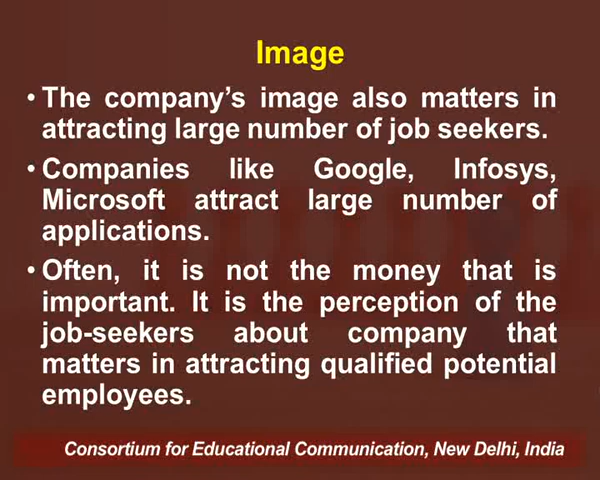 Image
• The company's image also matters in
attracting large number of job seekers.
• Companies like Google, Infosys,
Microsoft attract large number of
applications.
• Often, it is not the money that is
important. It is the perception of the
job-seekers about company that
matters in attracting qualified potential
employees.
Consortium for Educational Communication, New Delhi, India